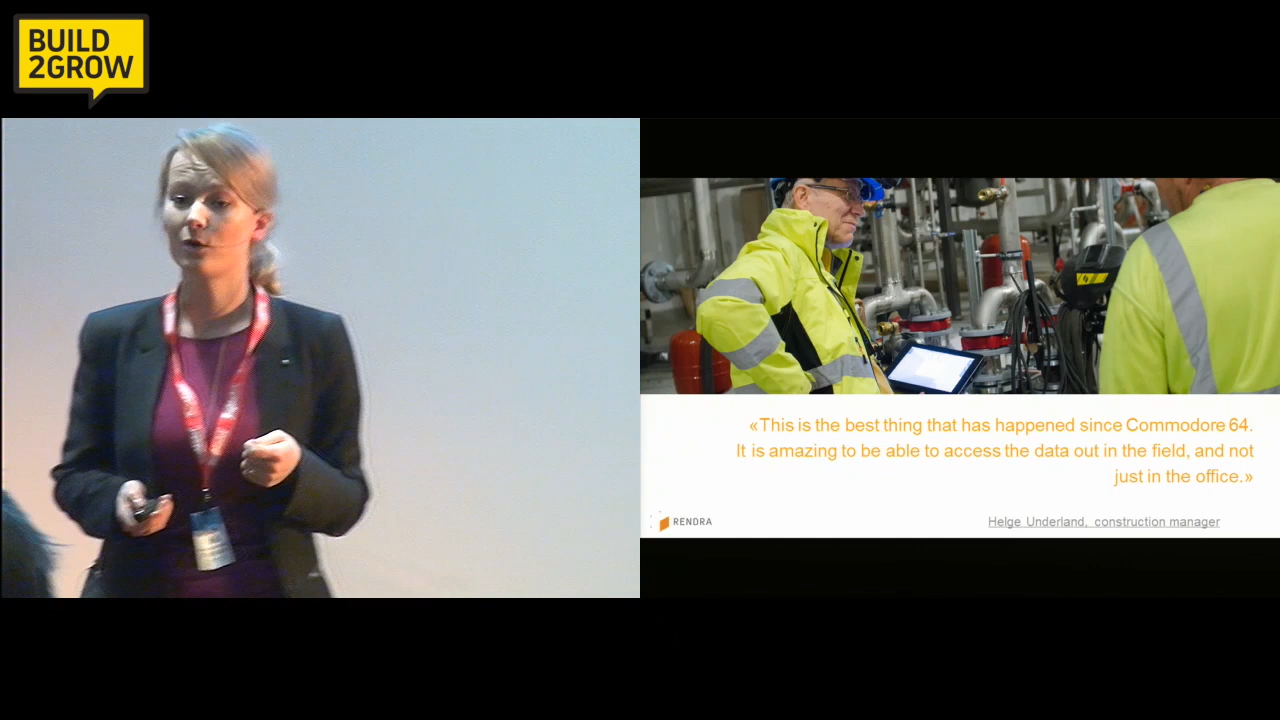 BUILD
2GROW
«This is the best thing that has happened since Commodore 64.
It is amazing to be able to access the data out in the field, and not
just in the office.»
RENDRA
Helge Underland, construction manager